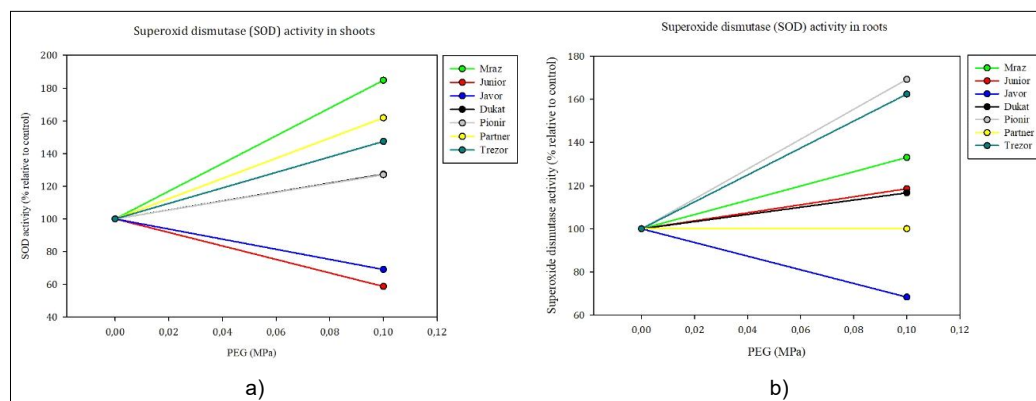 Superoxid dismutase (SOD) activity in shoots
SOD activity (% relative to control)
200
180
160
140
120
100
80
60
40
0,00 0,02 0,04 0,06 0,08 0,10 0,12
PEG (MPa)
Mraz
Junior
Javor
Dukat
Pionir
Partner
Trezor
a)
Superoxide dismutase (SOD) activity in roots
Superoxide dismutase activity (% relative to control)
180
160
140
120
100
80
60
0,00 0,02 0,04 0,06 0,08 0,10 0,12
PEG (MPa)
Mraz
Junior
Javor
Dukat
Pionir
Partner
Trezor
b)